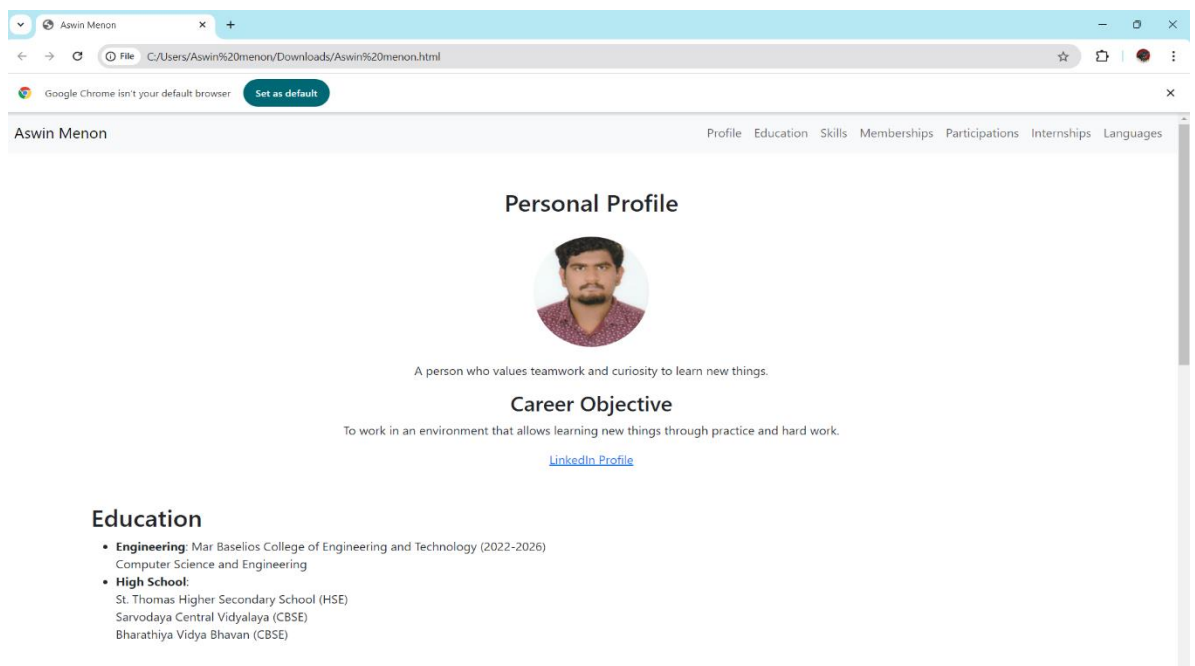 Aswin Menon
File C:/Users/Aswin%20menon/Downloads/Aswin%20menon.html
Google Chrome isn't your default browser Set as default
Aswin Menon Profile Education Skills Memberships Participations Internships Languages
Personal Profile
A person who values teamwork and curiosity to learn new things.
Career Objective
To work in an environment that allows learning new things through practice and hard work.
LinkedIn Profile
Education
• Engineering: Mar Baselios College of Engineering and Technology (2022-2026)
Computer Science and Engineering
• High School:
St. Thomas Higher Secondary School (HSE)
Sarvodaya Central Vidyalaya (CBSE)
Bharathiya Vidya Bhavan (CBSE)